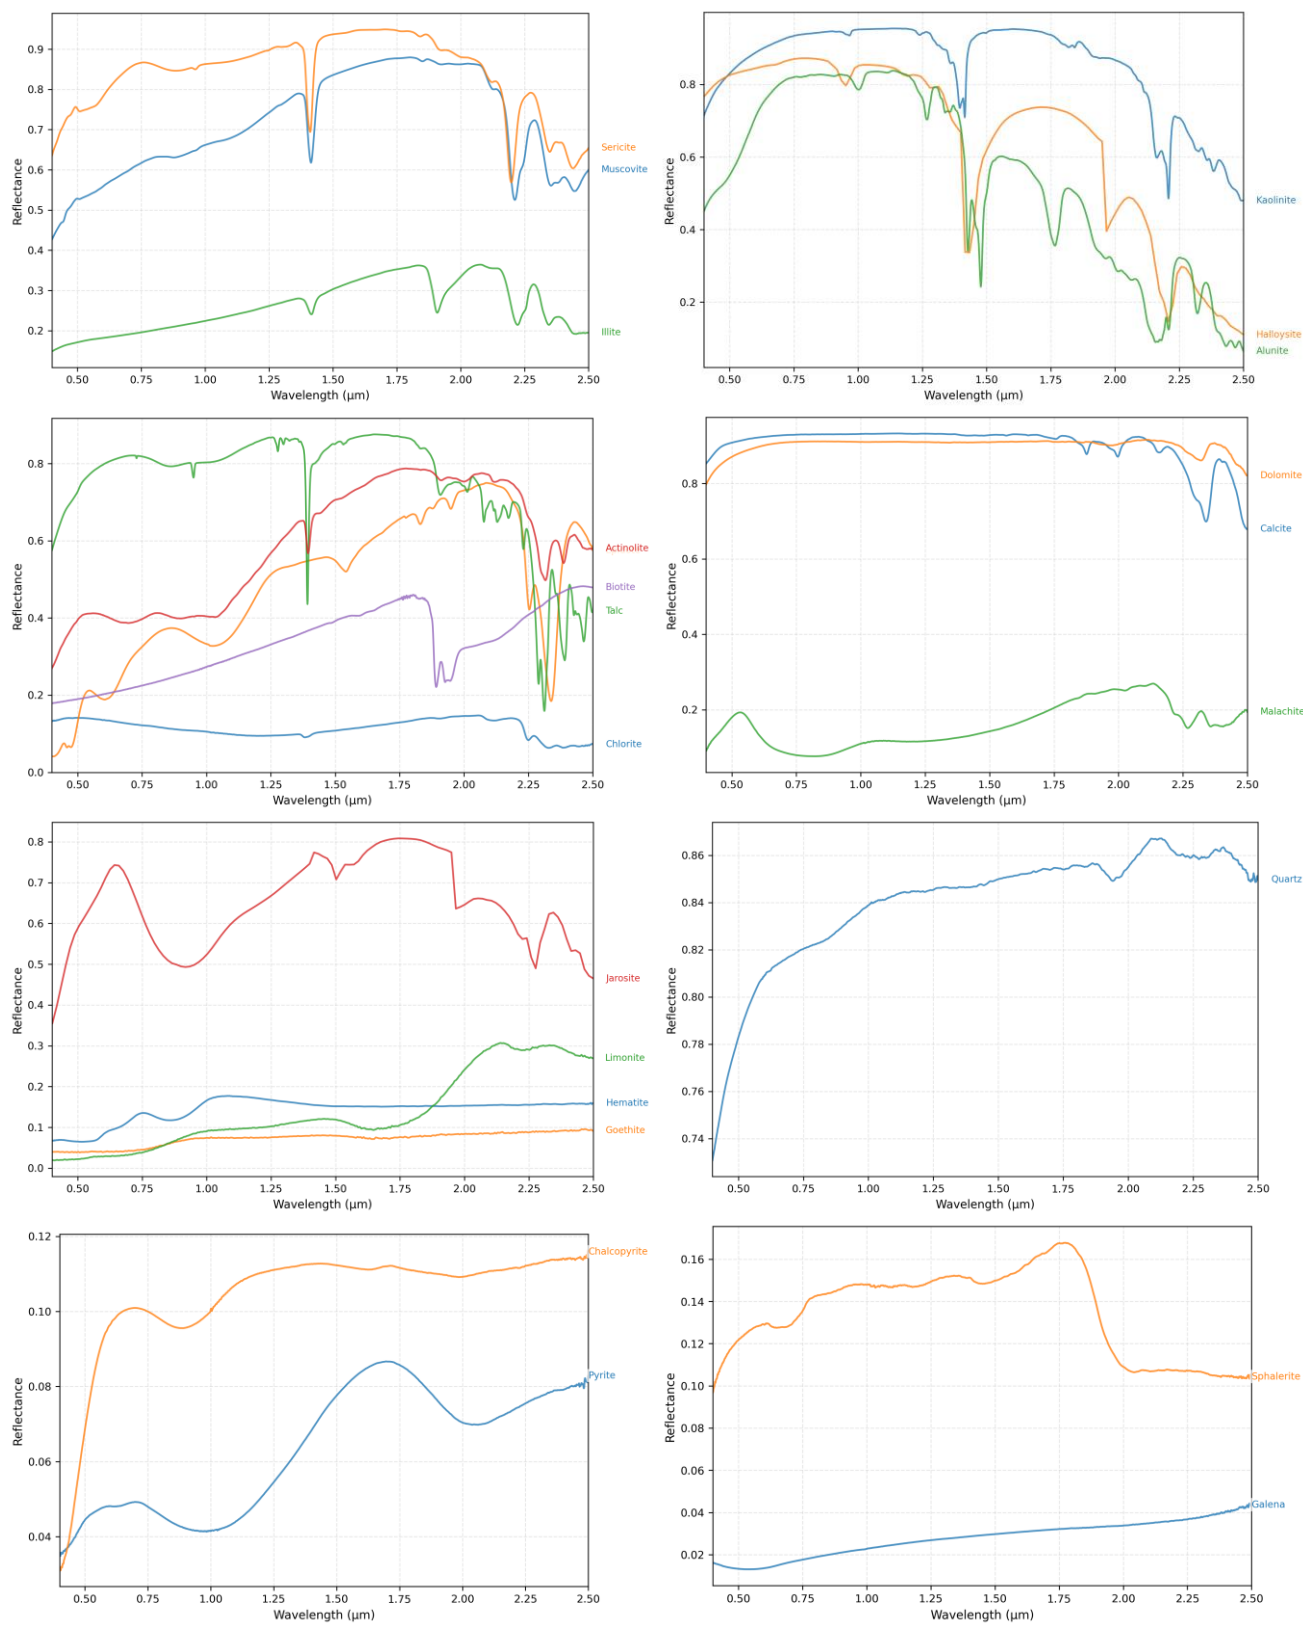 0.9
0.8
0.7
0.6
0.5
0.4
0.3
0.2
Reflectance
0.50 0.75 1.00 1.25 1.50 1.75 2.00 2.25 2.50
Wavelength (μm)
Sericite
Muscovite
Illite
0.8
0.6
0.4
0.2
Reflectance
0.50 0.75 1.00 1.25 1.50 1.75 2.00 2.25 2.50
Wavelength (μm)
Kaolinite
Halloysite
Alunite
0.8
0.6
0.4
0.2
0.0
Reflectance
0.50 0.75 1.00 1.25 1.50 1.75 2.00 2.25 2.50
Wavelength (μm)
Actinolite
Biotite
Talc
Chlorite
0.8
0.6
0.4
0.2
Reflectance
0.50 0.75 1.00 1.25 1.50 1.75 2.00 2.25 2.50
Wavelength (μm)
Dolomite
Calcite
Malachite
0.8
0.7
0.6
0.5
0.4
0.3
0.2
0.1
0.0
Reflectance
0.50 0.75 1.00 1.25 1.50 1.75 2.00 2.25 2.50
Wavelength (μm)
Jarosite
Limonite
Hematite
Goethite
0.86
0.84
0.82
0.80
0.78
0.76
0.74
Reflectance
0.50 0.75 1.00 1.25 1.50 1.75 2.00 2.25 2.50
Wavelength (μm)
Quartz
0.12
0.10
0.08
0.06
0.04
Reflectance
0.50 0.75 1.00 1.25 1.50 1.75 2.00 2.25 2.50
Wavelength (μm)
Chalcopyrite
Pyrite
0.16
0.14
0.12
0.10
0.08
0.06
0.04
0.02
Reflectance
0.50 0.75 1.00 1.25 1.50 1.75 2.00 2.25 2.50
Wavelength (μm)
Sphalerite
Galena